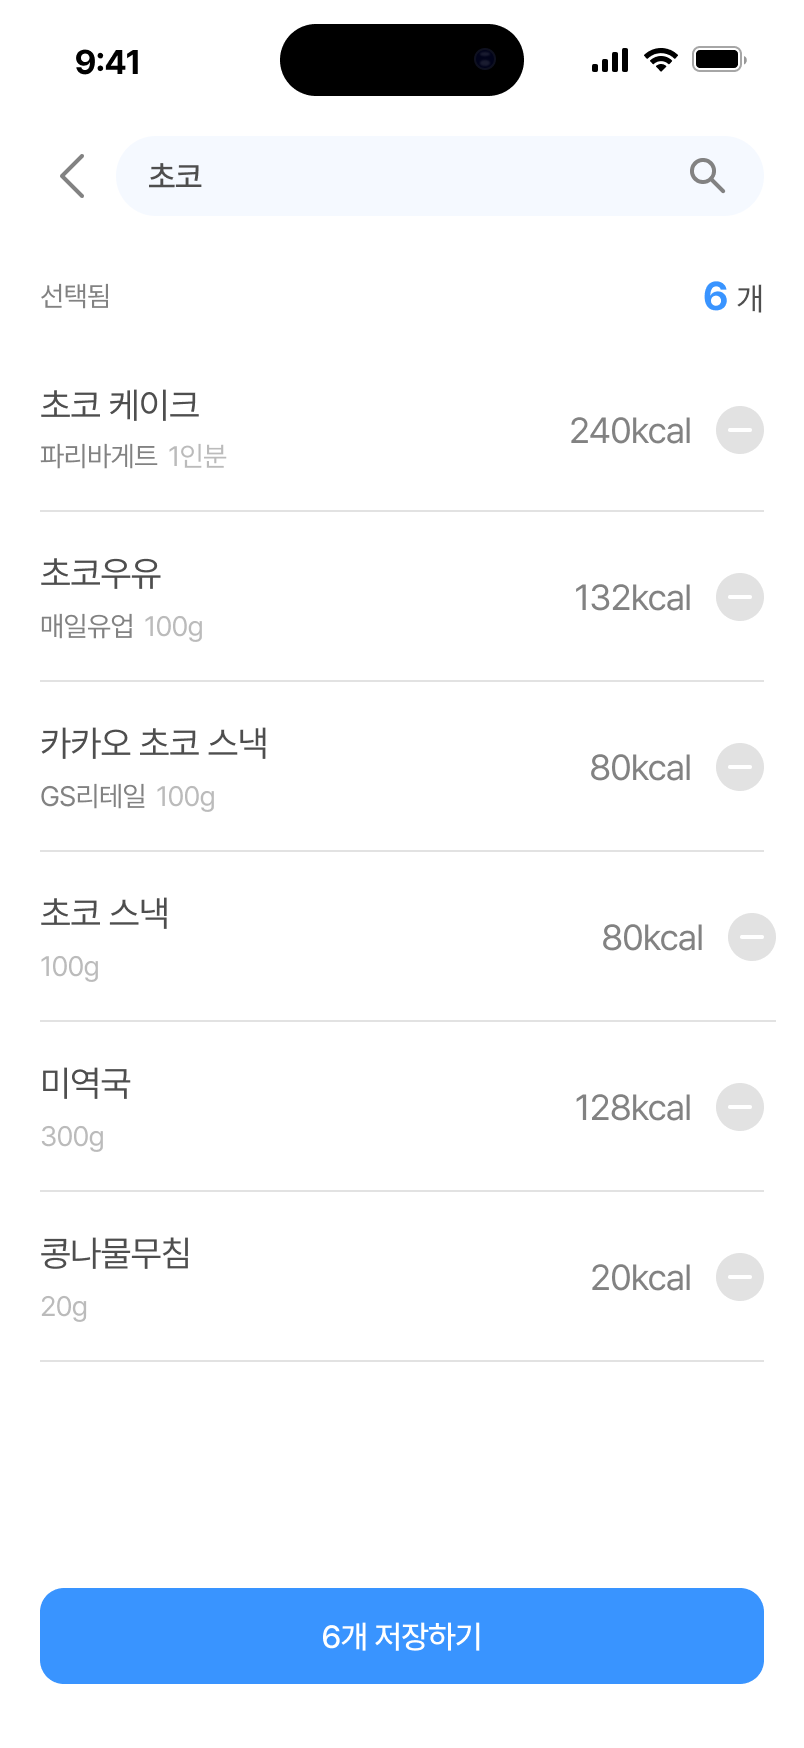 9:41
초코
선택됨 6 개
초코 케이크
파리바게트 1인분
240kcal
초코우유
매일유업 100g
132kcal
카카오 초코 스낵
GS리테일 100g
80kcal
초코 스낵
100g
80kcal
미역국
300g
128kcal
콩나물무침
20g
20kcal
6개 저장하기